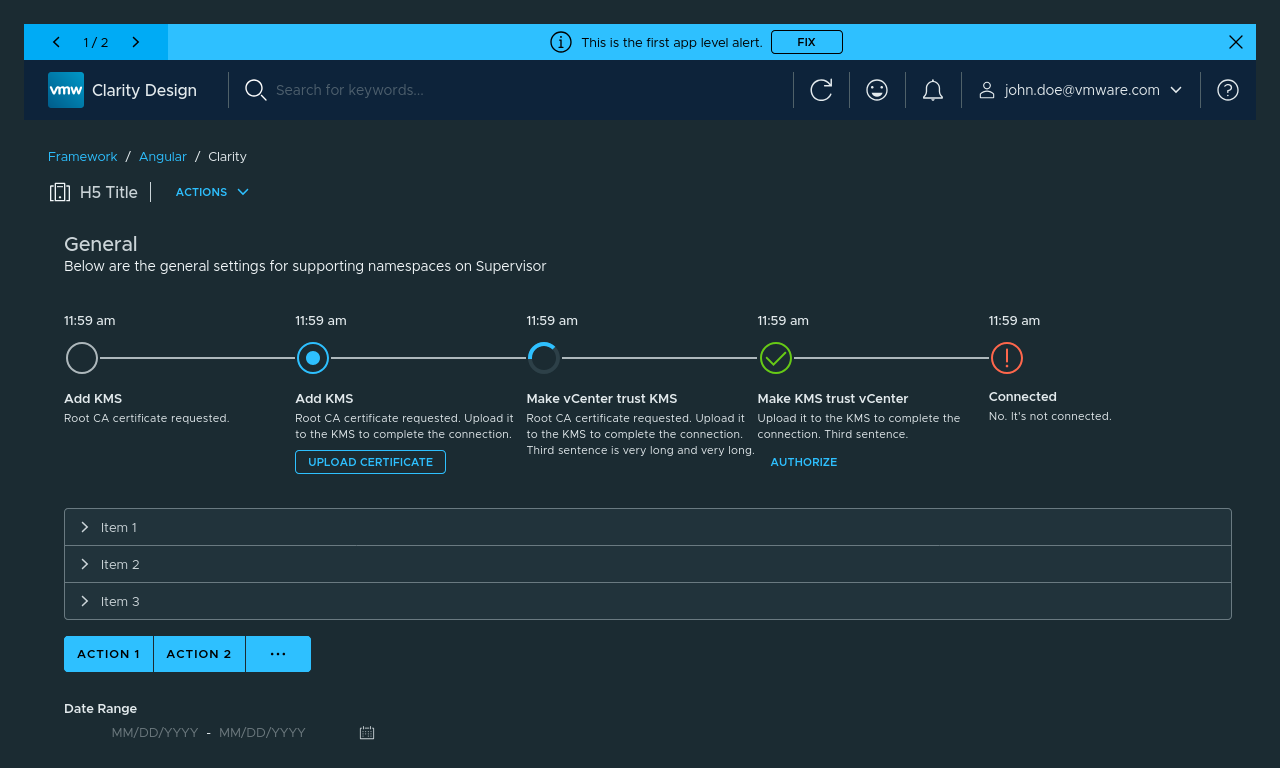 1 / 2
This is the first app level alert.
FIX
vmw
Clarity Design
Search for keywords...
john.doe@vmware.com
Framework / Angular / Clarity
H5 Title
ACTIONS
General
Below are the general settings for supporting namespaces on Supervisor
11:59 am
Add KMS
Root CA certificate requested.
11:59 am
Add KMS
Root CA certificate requested. Upload it
to the KMS to complete the connection.
UPLOAD CERTIFICATE
11:59 am
Make vCenter trust KMS
Root CA certificate requested. Upload it
to the KMS to complete the connection.
Third sentence is very long and very long.
11:59 am
Make KMS trust vCenter
Upload it to the KMS to complete the
connection. Third sentence.
AUTHORIZE
11:59 am
Connected
No. It's not connected.
Item 1
Item 2
Item 3
ACTION 1
ACTION 2
...
Date Range
MM/DD/YYYY - MM/DD/YYYY